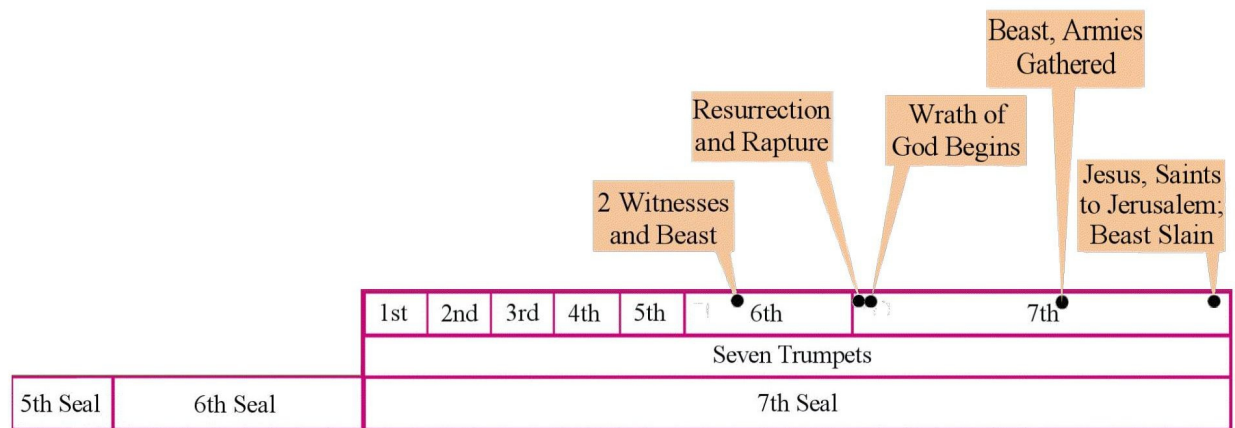 Beast, Armies
Gathered
Resurrection
and Rapture
Wrath of
God Begins
Jesus, Saints
to Jerusalem;
Beast Slain
2 Witnesses
and Beast
1st 2nd 3rd 4th 5th 6th 7th
Seven Trumpets
5th Seal 6th Seal 7th Seal